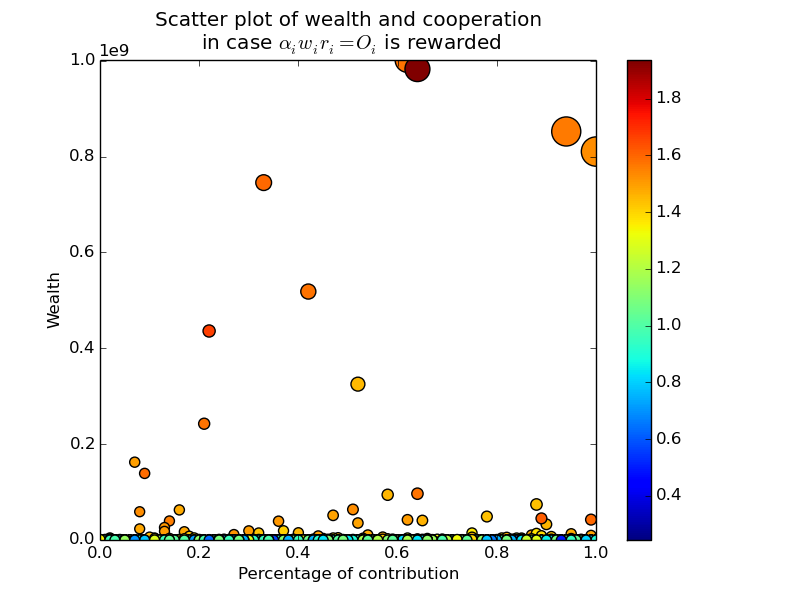 Scatter plot of wealth and cooperation
in case αᵢwᵢrᵢ=Oᵢ is rewarded
1e9
1.0
0.8
0.6
0.4
0.2
0.0
Wealth
0.0 0.2 0.4 0.6 0.8 1.0
Percentage of contribution
1.8
1.6
1.4
1.2
1.0
0.8
0.6
0.4